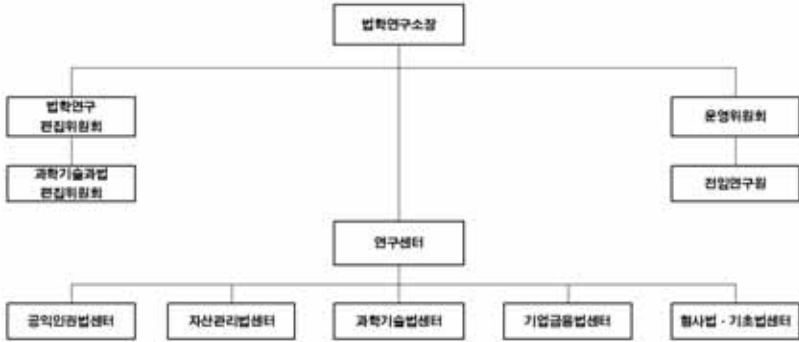 법학연구소장
법학연구
편집위원회
운영위원회
과학기술과법
편집위원회
전임연구원
연구센터
공익인권법센터
자산관리법센터
과학기술법센터
기업금융법센터
형사법 - 기초법센터